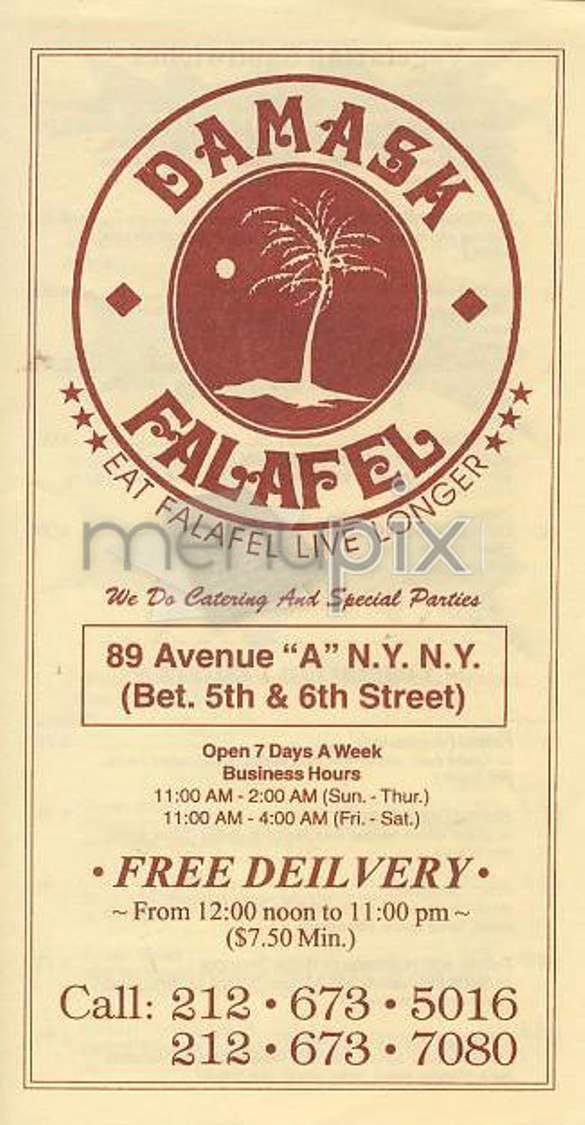 DAMASK
FALAFEL
EAT FALAFEL LIVE LONGER
menupix
We Do Catering And Special Parties
89 Avenue “A” N.Y. N.Y.
(Bet. 5th & 6th Street)
Open 7 Days A Week
Business Hours
11:00 AM - 2:00 AM (Sun. - Thur.)
11:00 AM - 4:00 AM (Fri. - Sat.)
• FREE DEILVERY •
~ From 12:00 noon to 11:00 pm ~
($7.50 Min.)
Call: 212 • 673 • 5016
212 • 673 • 7080